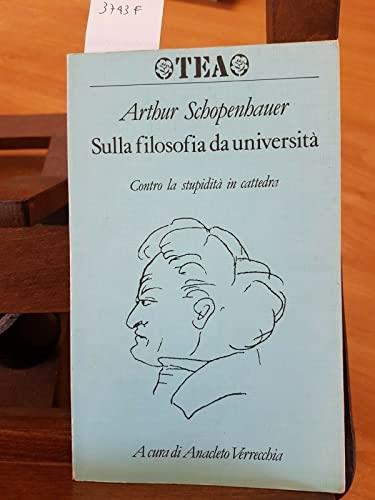 3793 F
TEA
Arthur Schopenhauer
Sulla filosofia da università
Contro la stupidità in cattedra
A cura di Anacleto Verrecchia